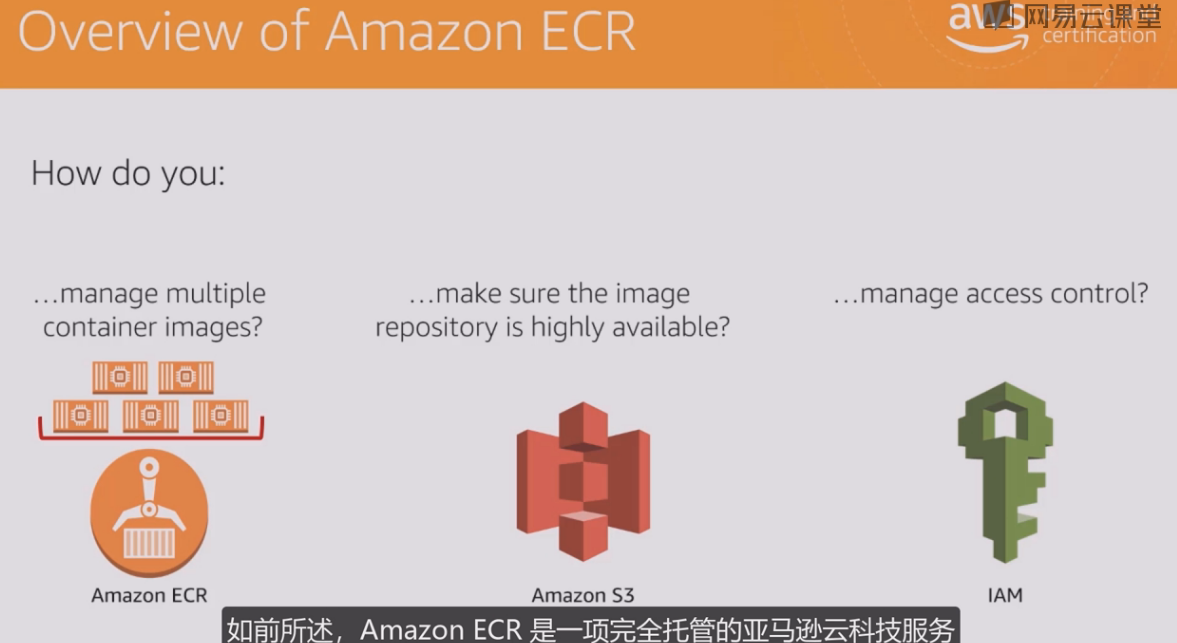 Overview of Amazon ECR
aws
网易云课堂
certification
How do you:
…manage multiple
container images?
…make sure the image
repository is highly available?
…manage access control?
Amazon ECR
Amazon S3
IAM
如前所述，Amazon ECR 是一项完全托管的亚马逊云科技服务